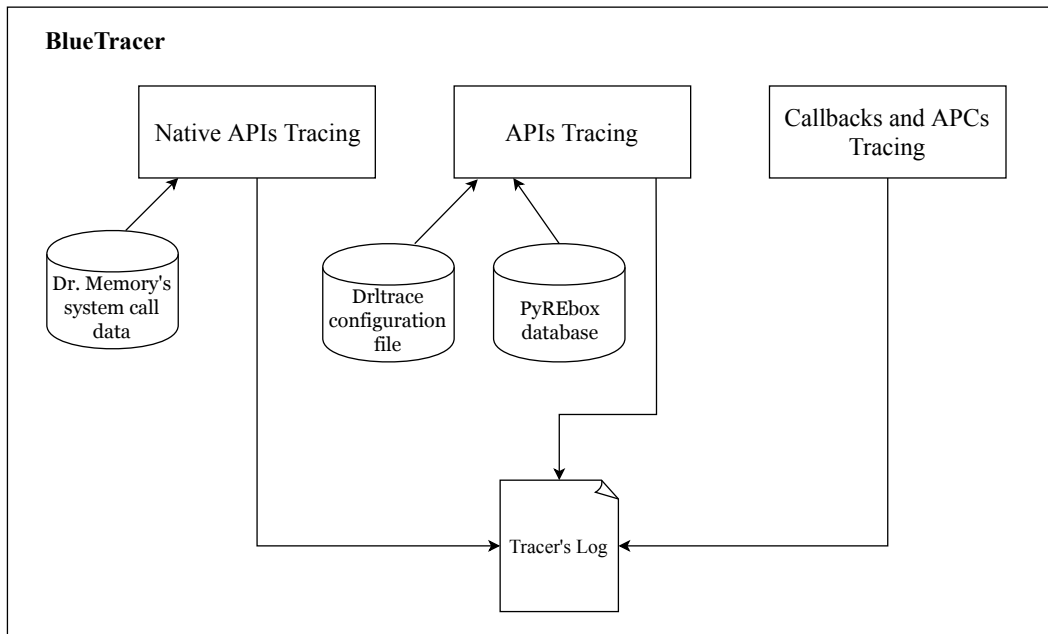 BlueTracer
Native APIs Tracing
APIs Tracing
Callbacks and APCs
Tracing
Dr. Memory's
system call
data
Drltrace
configuration
file
PyREbox
database
Tracer's Log